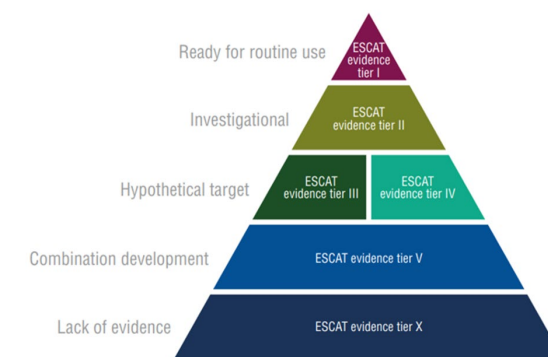 Ready for routine use
ESCAT
evidence
tier I
Investigational
ESCAT
evidence tier II
Hypothetical target
ESCAT
evidence tier III
ESCAT
evidence tier IV
Combination development
ESCAT evidence tier V
Lack of evidence
ESCAT evidence tier X